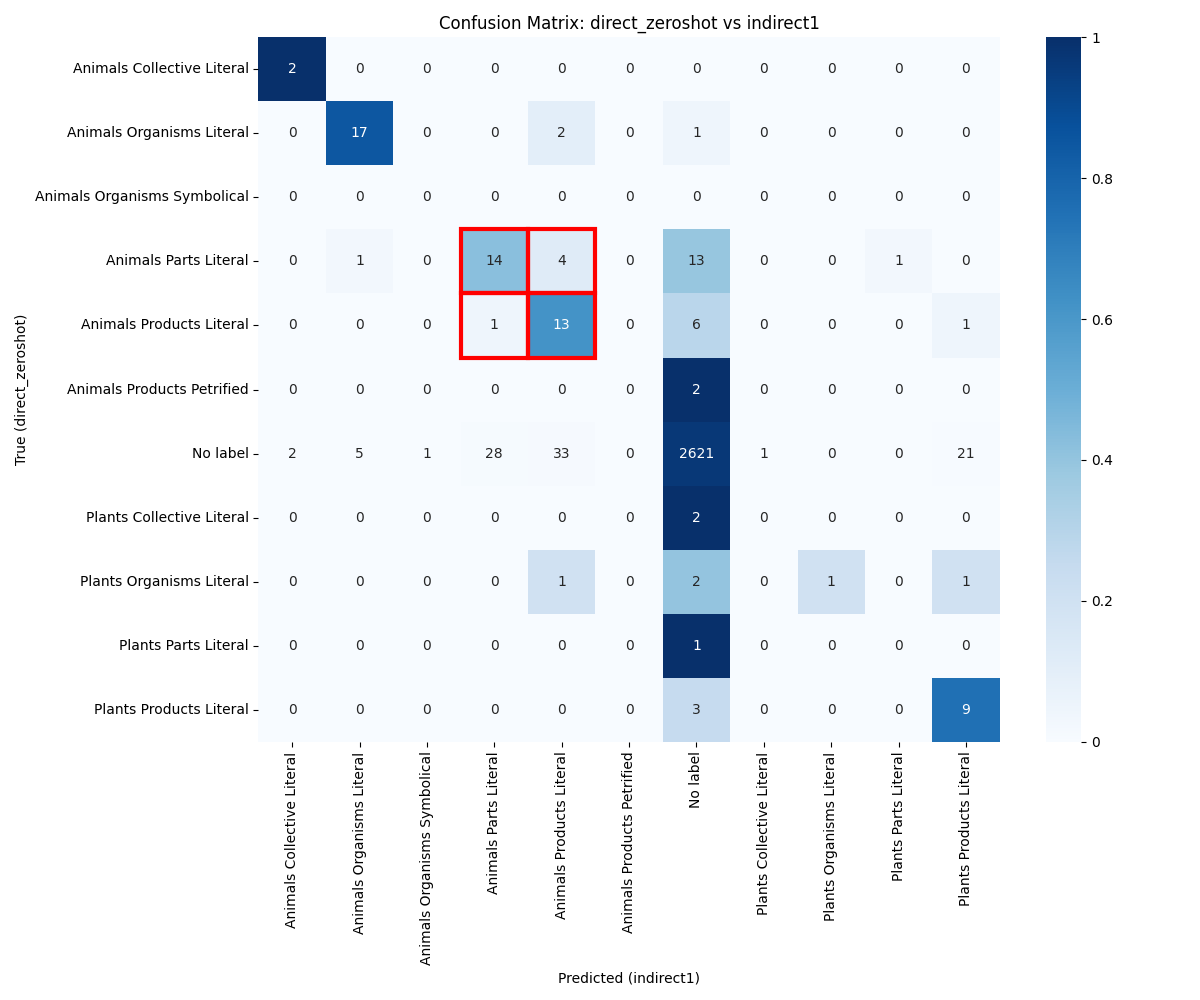 Confusion Matrix: direct_zeroshot vs indirect1
True (direct_zeroshot)
Animals Collective Literal 2 0 0 0 0 0 0 0 0 0 0
Animals Organisms Literal 0 17 0 0 2 0 1 0 0 0 0
Animals Organisms Symbolical 0 0 0 0 0 0 0 0 0 0 0
Animals Parts Literal 0 1 0 14 4 0 13 0 0 1 0
Animals Products Literal 0 0 0 1 13 0 6 0 0 0 1
Animals Products Petrified 0 0 0 0 0 0 2 0 0 0 0
No label 2 5 1 28 33 0 2621 1 0 0 21
Plants Collective Literal 0 0 0 0 0 0 2 0 0 0 0
Plants Organisms Literal 0 0 0 0 1 0 2 0 1 0 1
Plants Parts Literal 0 0 0 0 0 0 1 0 0 0 0
Plants Products Literal 0 0 0 0 0 0 3 0 0 0 9
Animals Collective Literal
Animals Organisms Literal
Animals Organisms Symbolical
Animals Parts Literal
Animals Products Literal
Animals Products Petrified
No label
Plants Collective Literal
Plants Organisms Literal
Plants Parts Literal
Plants Products Literal
Predicted (indirect1)
1
0.8
0.6
0.4
0.2
0